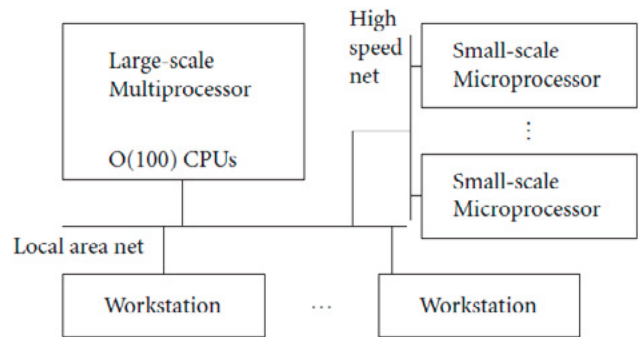 Large-scale
Multiprocessor
O(100) CPUs
High
speed
net
Small-scale
Microprocessor
⋮
Small-scale
Microprocessor
Local area net
Workstation
...
Workstation